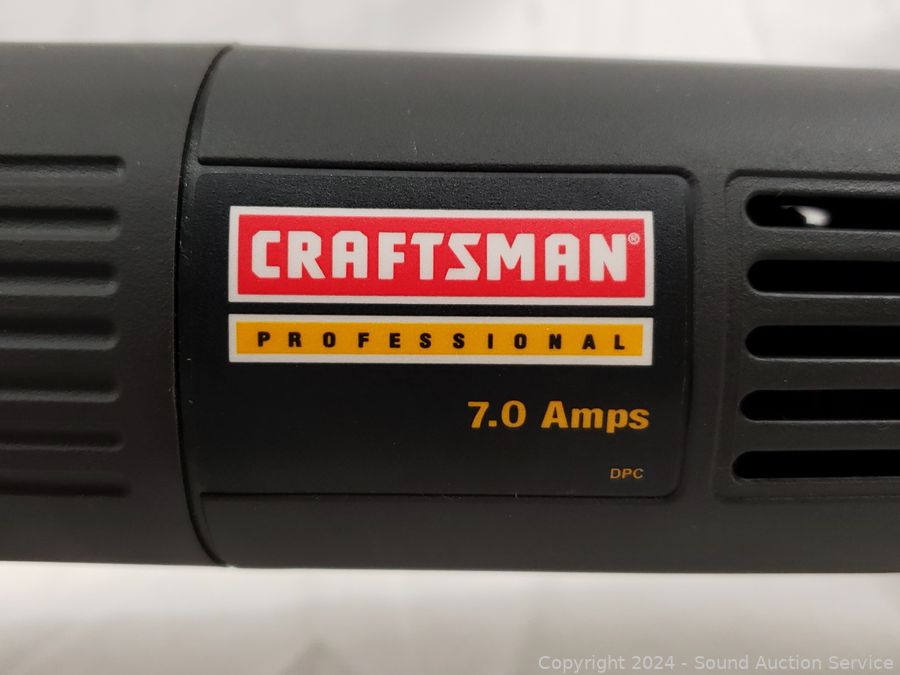 CRAFTSMAN®
PROFESSIONAL
7.0 Amps
DPC
Copyright 2024 - Sound Auction Service